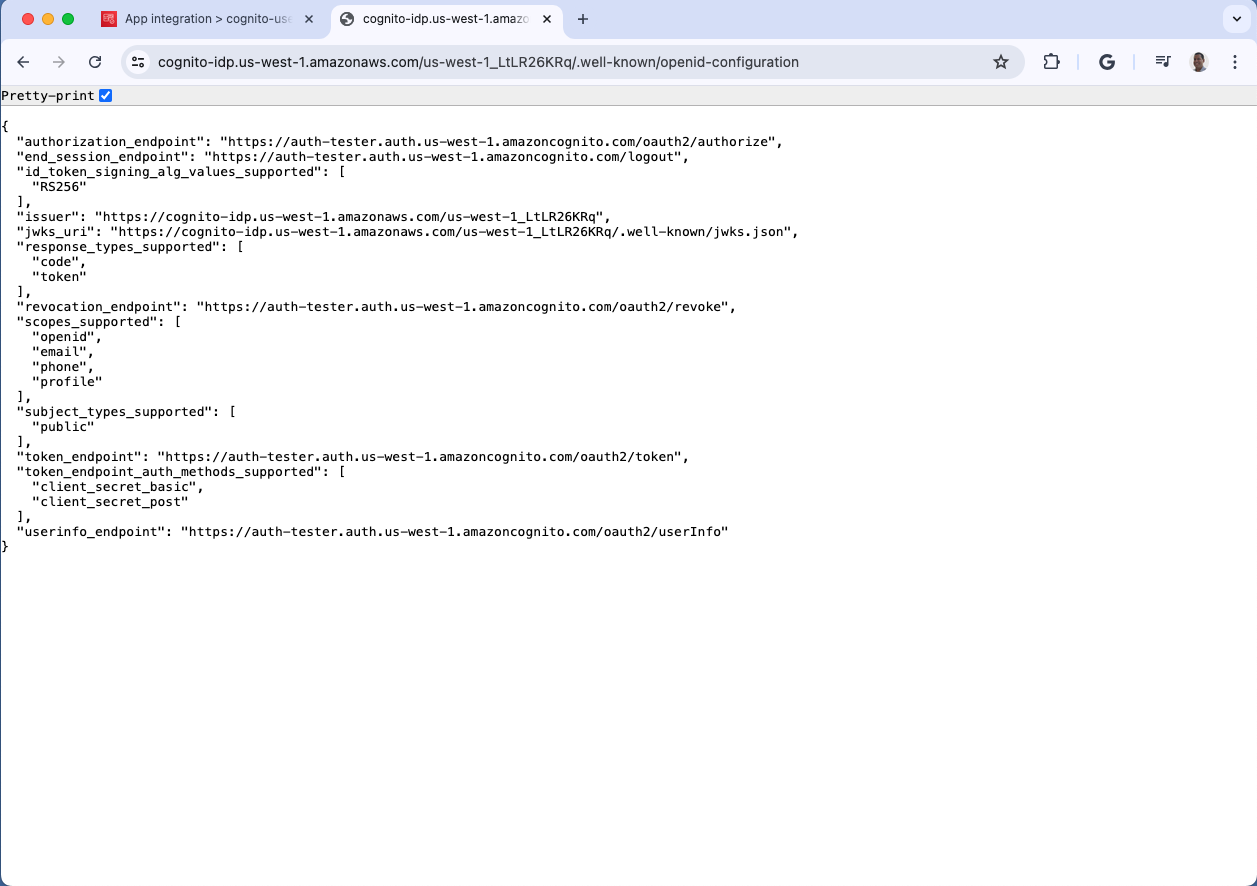 App integration > cognito-use
cognito-idp.us-west-1.amazo
cognito-idp.us-west-1.amazonaws.com/us-west-1_LtLR26KRq/.well-known/openid-configuration
Pretty-print
{
  "authorization_endpoint": "https://auth-tester.auth.us-west-1.amazoncognito.com/oauth2/authorize",
  "end_session_endpoint": "https://auth-tester.auth.us-west-1.amazoncognito.com/logout",
  "id_token_signing_alg_values_supported": [
    "RS256"
  ],
  "issuer": "https://cognito-idp.us-west-1.amazonaws.com/us-west-1_LtLR26KRq",
  "jwks_uri": "https://cognito-idp.us-west-1.amazonaws.com/us-west-1_LtLR26KRq/.well-known/jwks.json",
  "response_types_supported": [
    "code",
    "token"
  ],
  "revocation_endpoint": "https://auth-tester.auth.us-west-1.amazoncognito.com/oauth2/revoke",
  "scopes_supported": [
    "openid",
    "email",
    "phone",
    "profile"
  ],
  "subject_types_supported": [
    "public"
  ],
  "token_endpoint": "https://auth-tester.auth.us-west-1.amazoncognito.com/oauth2/token",
  "token_endpoint_auth_methods_supported": [
    "client_secret_basic",
    "client_secret_post"
  ],
  "userinfo_endpoint": "https://auth-tester.auth.us-west-1.amazoncognito.com/oauth2/userInfo"
}